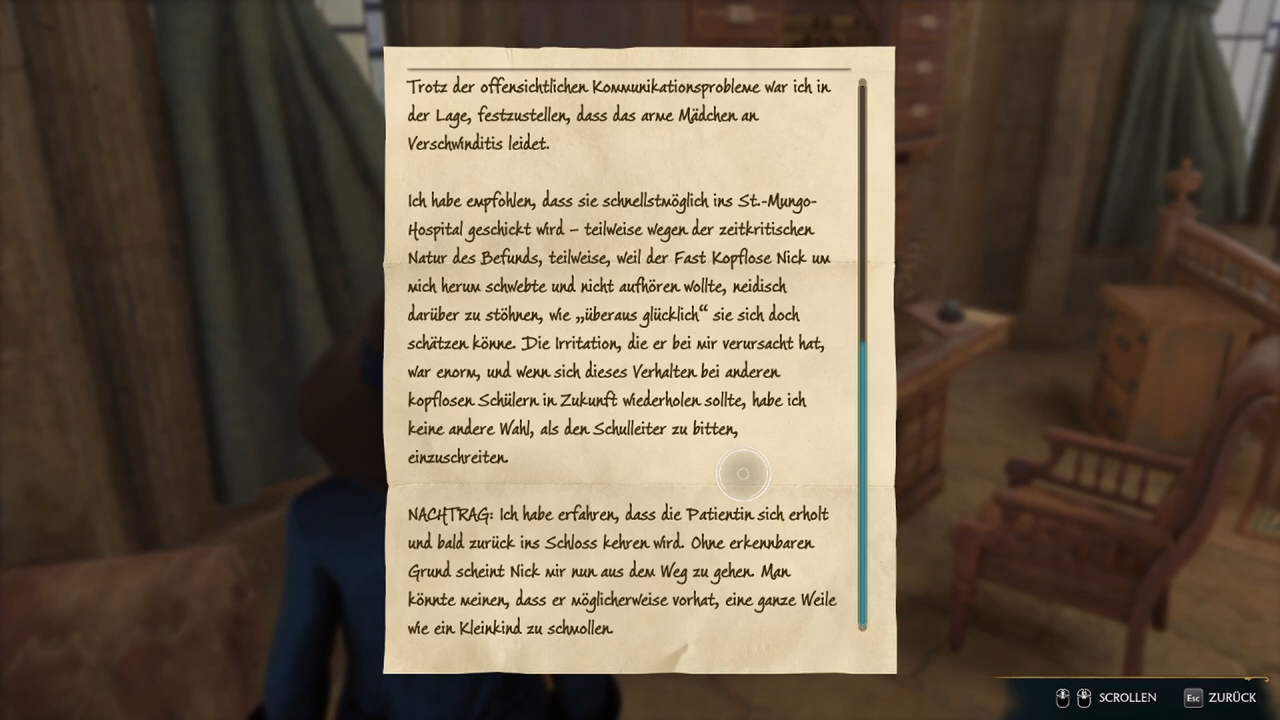 Trotz der offensichtlichen Kommunikationsprobleme war ich in
der Lage, festzustellen, dass das arme Mädchen an
Verschwinditis leidet.
Ich habe empfohlen, dass sie schnellstmöglich ins St.-Mungo-
Hospital geschickt wird – teilweise wegen der zeitkritischen
Natur des Befunds, teilweise, weil der Fast Kopflose Nick um
mich herum schwebte und nicht aufhören wollte, neidisch
darüber zu stöhnen, wie „überaus glücklich“ sie sich doch
schätzen könne. Die Irritation, die er bei mir verursacht hat,
war enorm, und wenn sich dieses Verhalten bei anderen
kopflosen Schülern in Zukunft wiederholen sollte, habe ich
keine andere Wahl, als den Schulleiter zu bitten,
einzuschreiten.
NACHTRAG: Ich habe erfahren, dass die Patientin sich erholt
und bald zurück ins Schloss kehren wird. Ohne erkennbaren
Grund scheint Nick mir nun aus dem Weg zu gehen. Man
könnte meinen, dass er möglicherweise vorhat, eine ganze Weile
wie ein Kleinkind zu schmollen.
SCROLLEN Esc ZURÜCK